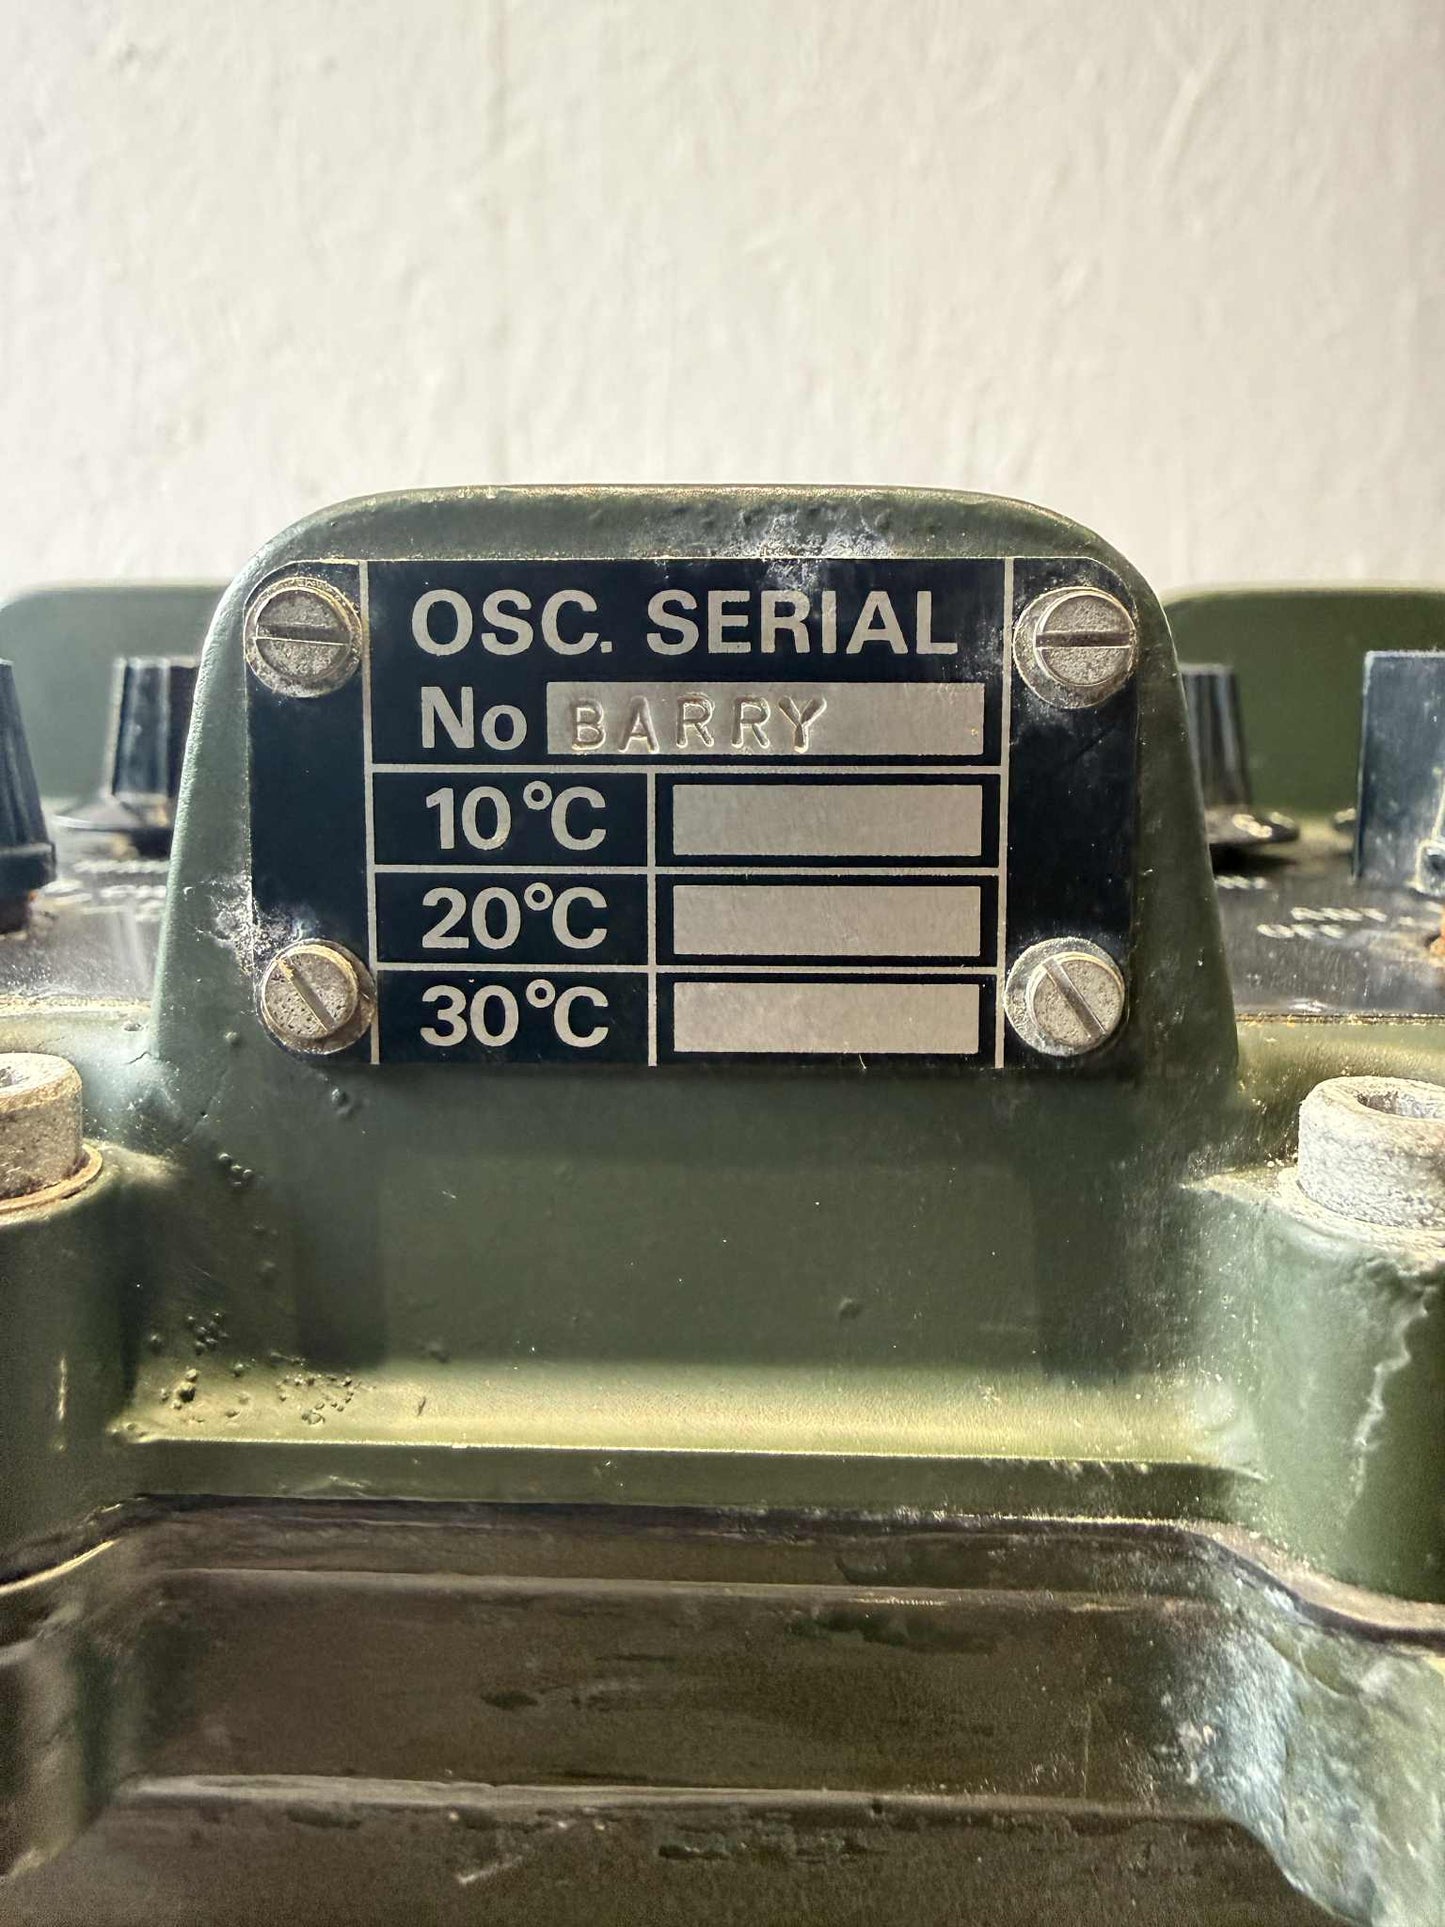 OSC. SERIAL
No BARRY
10°C
20°C
30°C